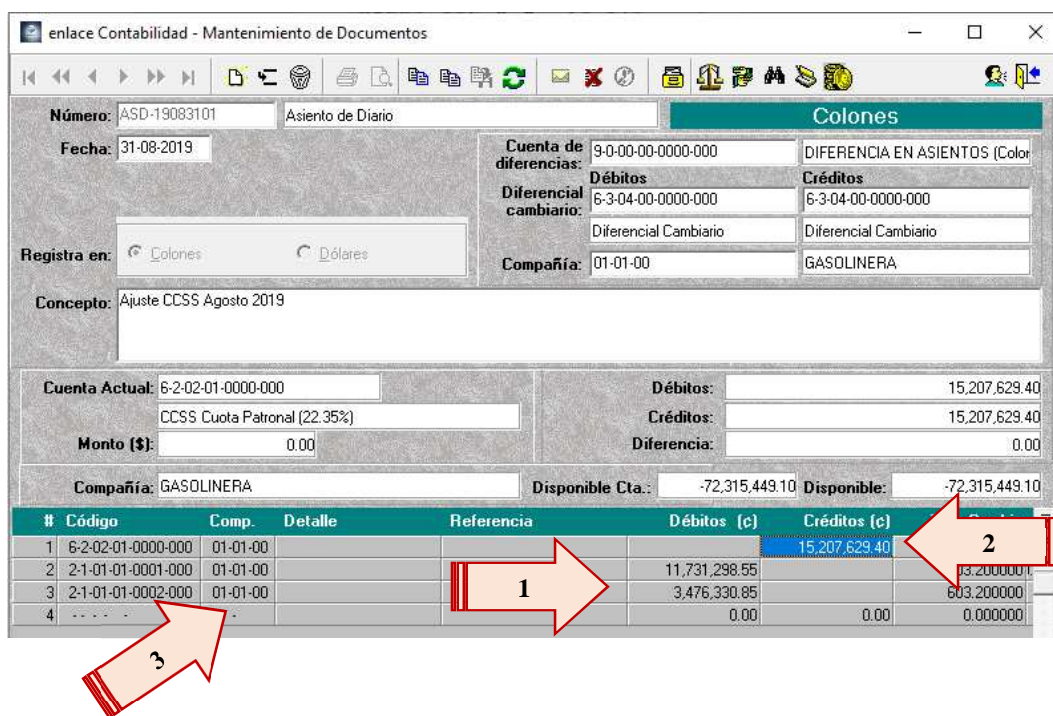 enlace Contabilidad - Mantenimiento de Documentos
Número: ASD-19083101 Asiento de Diario Colones
Fecha: 31-08-2019
Cuenta de diferencias: 9-0-00-00-0000-000 DIFERENCIA EN ASIENTOS (Color
Débitos Créditos
Diferencial cambiario: 6-3-04-00-0000-000 6-3-04-00-0000-000
Diferencial Cambiario Diferencial Cambiario
Registra en: Colones Dólares
Compañía: 01-01-00 GASOLINERA
Concepto: Ajuste CCSS Agosto 2019
Cuenta Actual: 6-2-02-01-0000-000 Débitos: 15,207,629.40
CCSS Cuota Patronal (22.35%) Créditos: 15,207,629.40
Monto ($): 0.00 Diferencia: 0.00
Compañía: GASOLINERA Disponible Cta.: -72,315,449.10 Disponible: -72,315,449.10
# Código Comp. Detalle Referencia Débitos (c) Créditos (c)
1 6-2-02-01-0000-000 01-01-00 15,207,629.40
2 2-1-01-01-0001-000 01-01-00 11,731,298.55
3 2-1-01-01-0002-000 01-01-00 3,476,330.85 603.200000
4 - - - - - - 0.00 0.00 0.000000
1
2
3